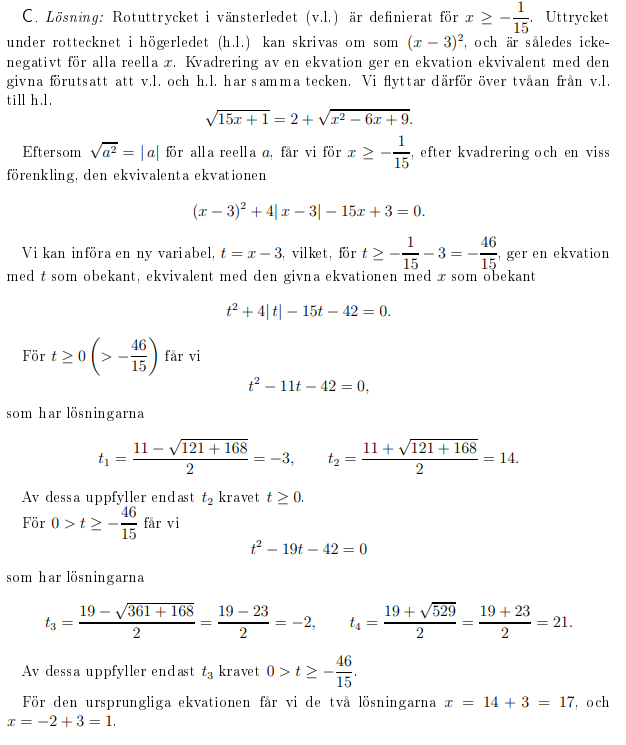 C. Lösning: Rotuttrycket i vänsterledet (v.l.) är definierat för $x \geq -\frac{1}{15}$. Uttrycket
under rottecknet i högerledet (h.l.) kan skrivas om som $(x-3)^2$, och är således icke-
negativt för alla reella $x$. Kvadrering av en ekvation ger en ekvation ekvivalent med den
givna förutsatt att v.l. och h.l. har samma tecken. Vi flyttar därför över tvåan från v.l.
till h.l.
$\sqrt{15x+1} = 2 + \sqrt{x^2-6x+9}.$
Eftersom $\sqrt{a^2} = |a|$ för alla reella $a$, får vi för $x \geq -\frac{1}{15}$, efter kvadrering och en viss
förenkling, den ekvivalenta ekvationen
$(x-3)^2 + 4|x-3| - 15x + 3 = 0.$
Vi kan införa en ny variabel, $t = x-3$, vilket, för $t \geq -\frac{1}{15} - 3 = -\frac{46}{15}$, ger en ekvation
med $t$ som obekant, ekvivalent med den givna ekvationen med $x$ som obekant
$t^2 + 4|t| - 15t - 42 = 0.$
För $t \geq 0 \left(> -\frac{46}{15}\right)$ får vi
$t^2 - 11t - 42 = 0,$
som har lösningarna
$t_1 = \frac{11-\sqrt{121+168}}{2} = -3, \quad t_2 = \frac{11+\sqrt{121+168}}{2} = 14.$
Av dessa uppfyller endast $t_2$ kravet $t \geq 0$.
För $0 > t \geq -\frac{46}{15}$ får vi
$t^2 - 19t - 42 = 0$
som har lösningarna
$t_3 = \frac{19-\sqrt{361+168}}{2} = \frac{19-23}{2} = -2, \quad t_4 = \frac{19+\sqrt{529}}{2} = \frac{19+23}{2} = 21.$
Av dessa uppfyller endast $t_3$ kravet $0 > t \geq -\frac{46}{15}$.
För den ursprungliga ekvationen får vi de två lösningarna $x = 14 + 3 = 17$, och
$x = -2 + 3 = 1$.